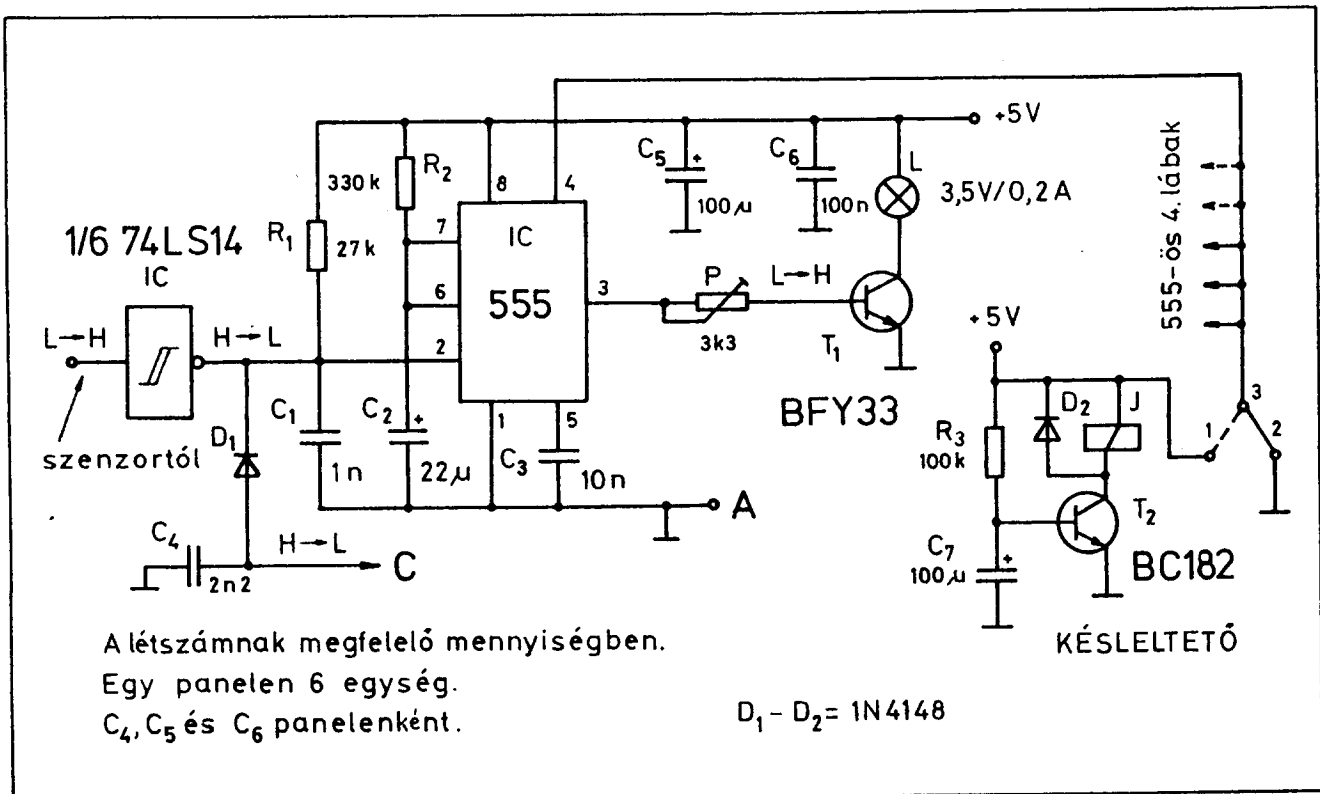 +5V
C5
+
100µ
C6
100n
L
3,5V/0,2A
R2
330k
8
4
1/6 74LS14
IC
R1
27k
7
IC
6
555
3
2
L→H
H→L
P
L→H
3k3
T1
BFY33
555-ös 4. lábak
+5V
szenzortól
D1
C1
1n
C2
+
22µ
1
5
C3
10n
A
D2
J
R3
100k
1
3
2
T2
C4
2n2
H→L
C
C7
+
100µ
BC182
A létszámnak megfelelő mennyiségben.
KÉSLELTETŐ
Egy panelen 6 egység.
C4, C5 és C6 panelenként.
D1 - D2 = 1N4148